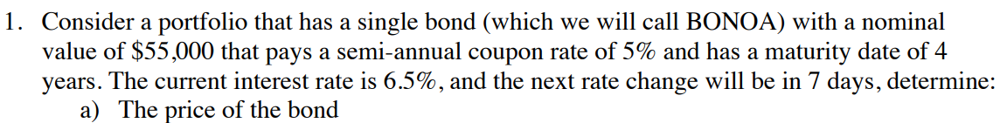 1. Consider a portfolio that has a single bond (which we will call BONOA) with a nominal
value of $55,000 that pays a semi-annual coupon rate of 5% and has a maturity date of 4
years. The current interest rate is 6.5%, and the next rate change will be in 7 days, determine:
a) The price of the bond